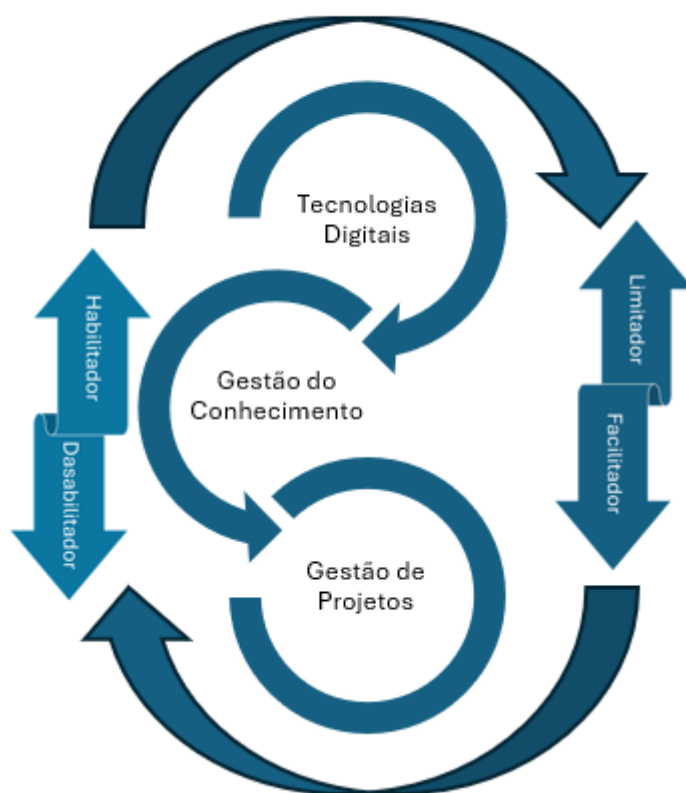 Tecnologias
Digitais
Habilitador
Limitador
Gestão do
Conhecimento
Dasabilitador
Facilitador
Gestão de
Projetos